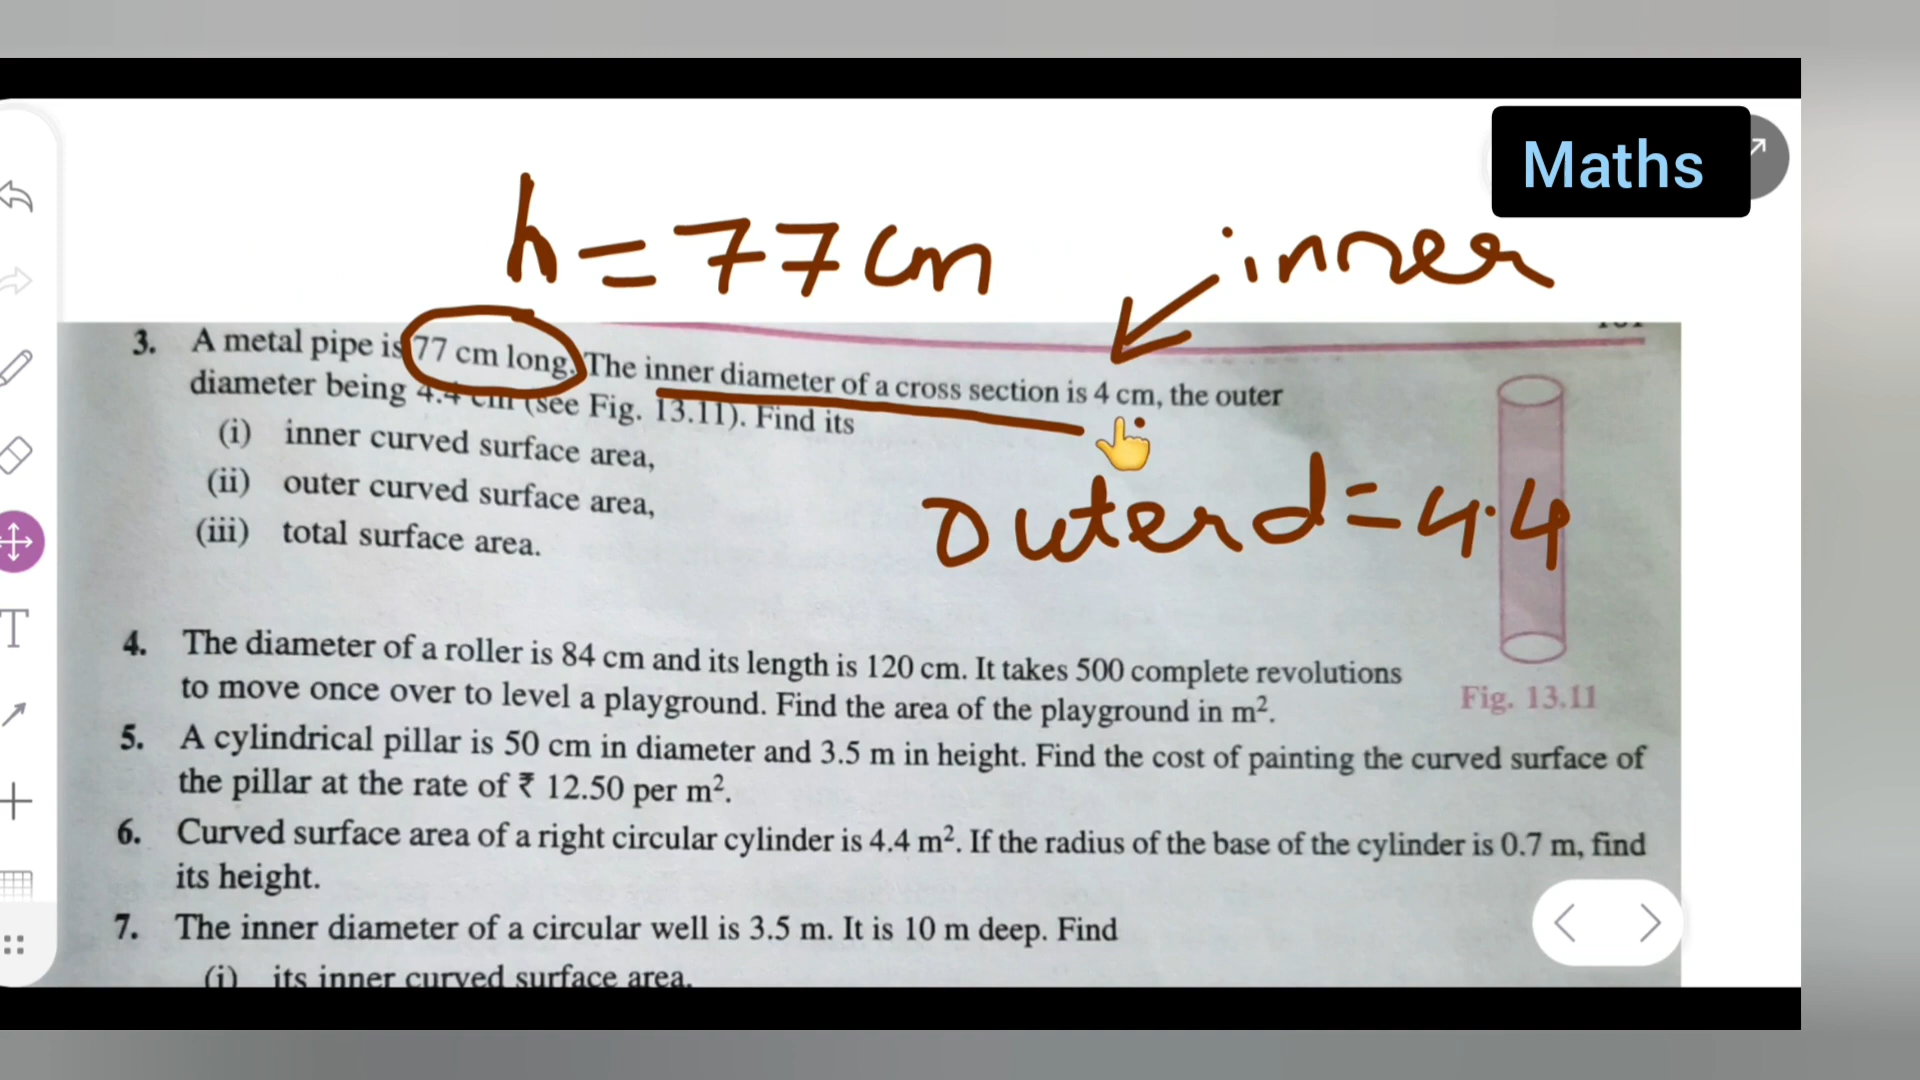 Maths
h = 77 cm
inner
3. A metal pipe is 77 cm long. The inner diameter of a cross section is 4 cm, the outer
diameter being 4.4 cm (see Fig. 13.11). Find its
(i) inner curved surface area,
(ii) outer curved surface area,
(iii) total surface area.
outer d = 4.4
4. The diameter of a roller is 84 cm and its length is 120 cm. It takes 500 complete revolutions
to move once over to level a playground. Find the area of the playground in m².
Fig. 13.11
5. A cylindrical pillar is 50 cm in diameter and 3.5 m in height. Find the cost of painting the curved surface of
the pillar at the rate of ₹ 12.50 per m².
6. Curved surface area of a right circular cylinder is 4.4 m². If the radius of the base of the cylinder is 0.7 m, find
its height.
7. The inner diameter of a circular well is 3.5 m. It is 10 m deep. Find
(i) its inner curved surface area.